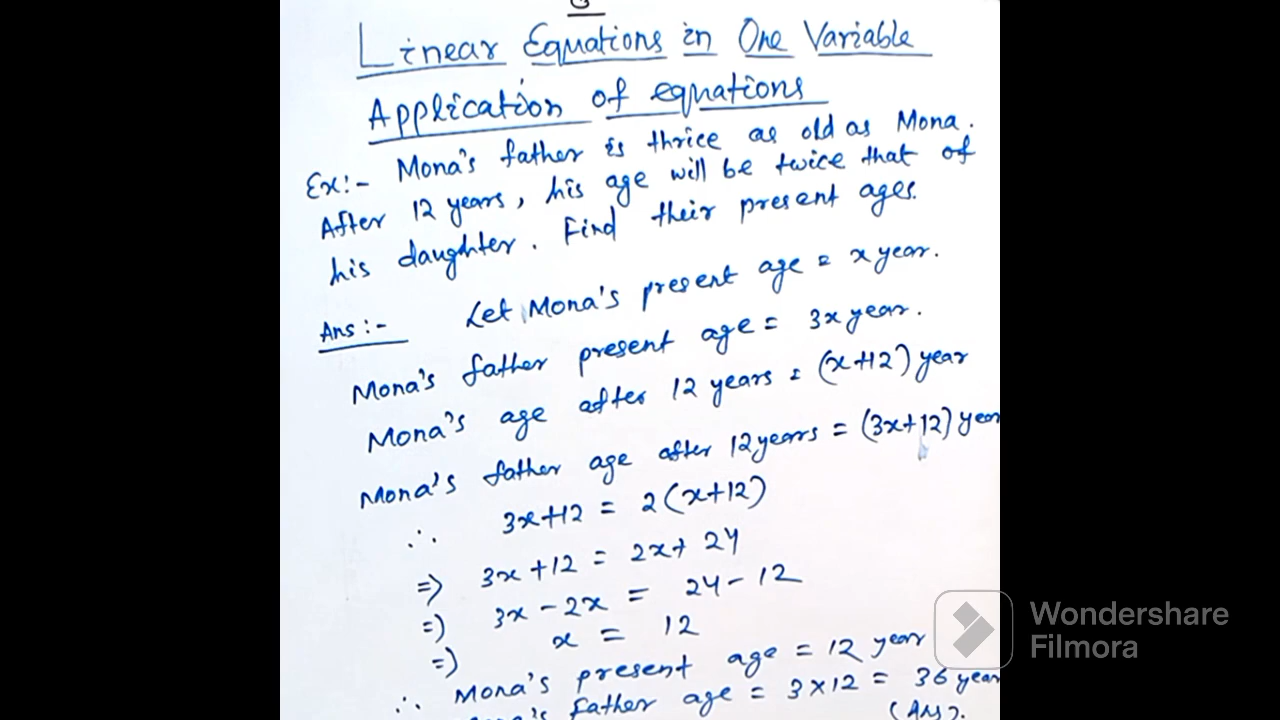 Linear Equations in One Variable
Application of equations
Ex:- Mona's father is thrice as old as Mona.
After 12 years, his age will be twice that of
his daughter. Find their present ages.
Ans:- Let Mona's present age = x year.
Mona's father present age = 3x year.
Mona's age after 12 years = (x+12) year
Mona's father age after 12 years = (3x+12) year
∴ 3x+12 = 2(x+12)
=> 3x+12 = 2x+24
=) 3x-2x = 24-12
=) x = 12
∴ Mona's present age = 12 year
father age = 3×12 = 36 year
(Ans).
Wondershare
Filmora